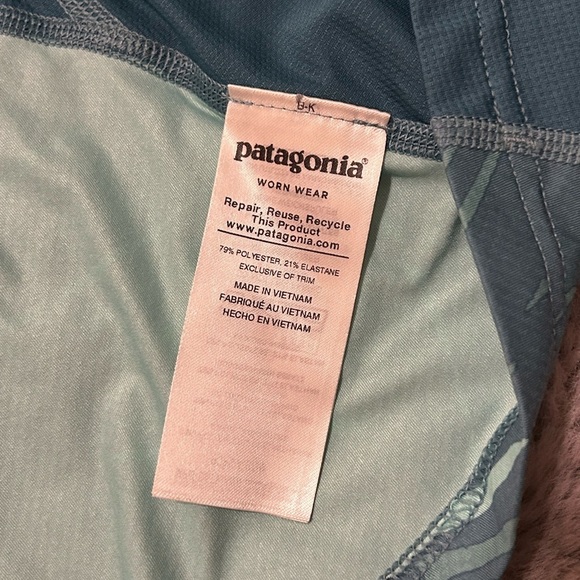 B-K
patagonia®
WORN WEAR
Repair, Reuse, Recycle
This Product
www.patagonia.com
79% POLYESTER, 21% ELASTANE
EXCLUSIVE OF TRIM
MADE IN VIETNAM
FABRIQUÉ AU VIETNAM
HECHO EN VIETNAM